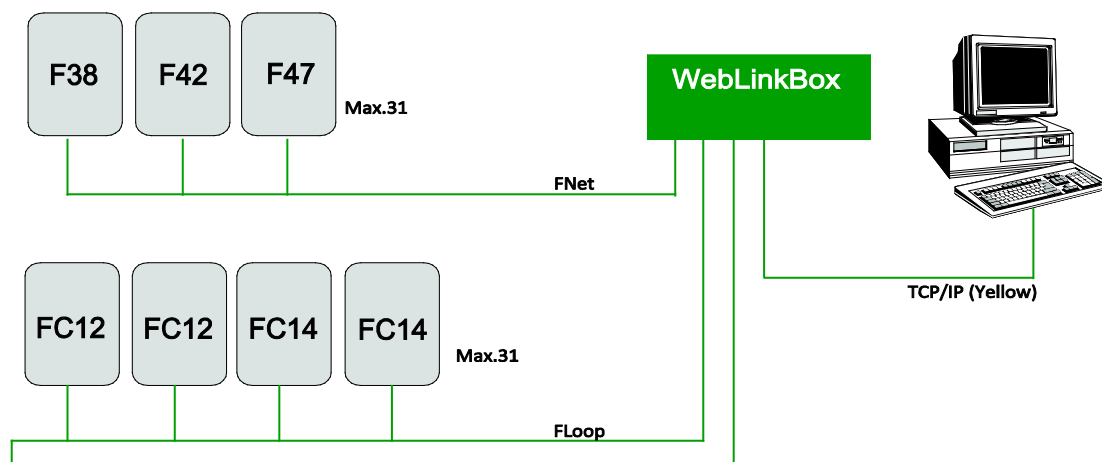 F38
F42
F47
Max.31
WebLinkBox
FNet
TCP/IP (Yellow)
FC12
FC12
FC14
FC14
Max.31
FLoop